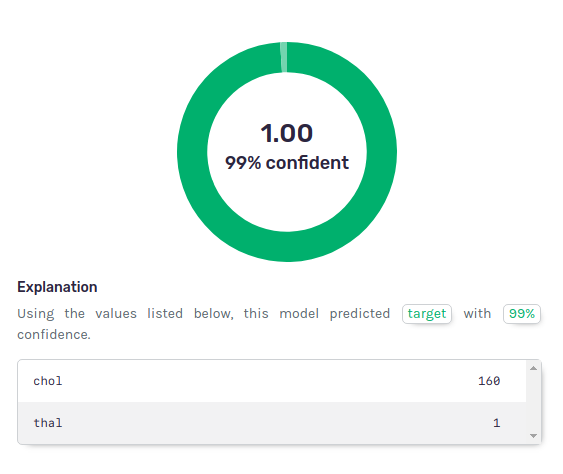 1.00
99% confident
Explanation
Using the values listed below, this model predicted target with 99%
confidence.
chol 160
thal 1